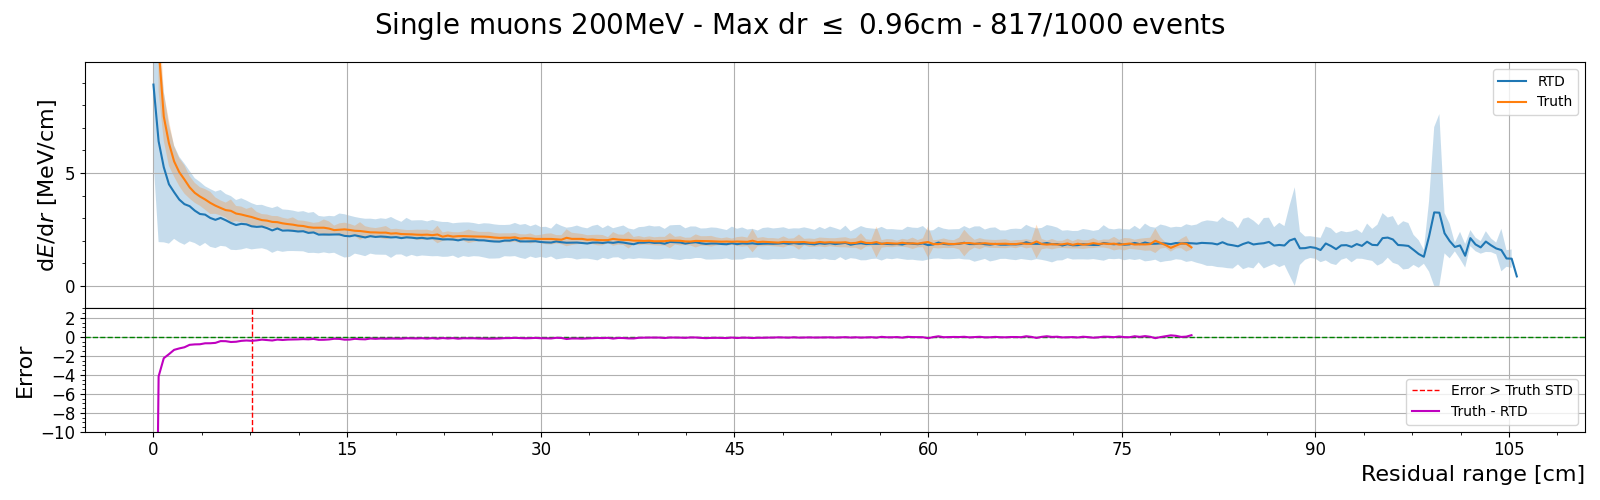 Single muons 200MeV - Max dr ≤ 0.96cm - 817/1000 events
dE/dr [MeV/cm]
5
0
RTD
Truth
Error
2
0
−2
−4
−6
−8
−10
Error > Truth STD
Truth - RTD
0 15 30 45 60 75 90 105
Residual range [cm]